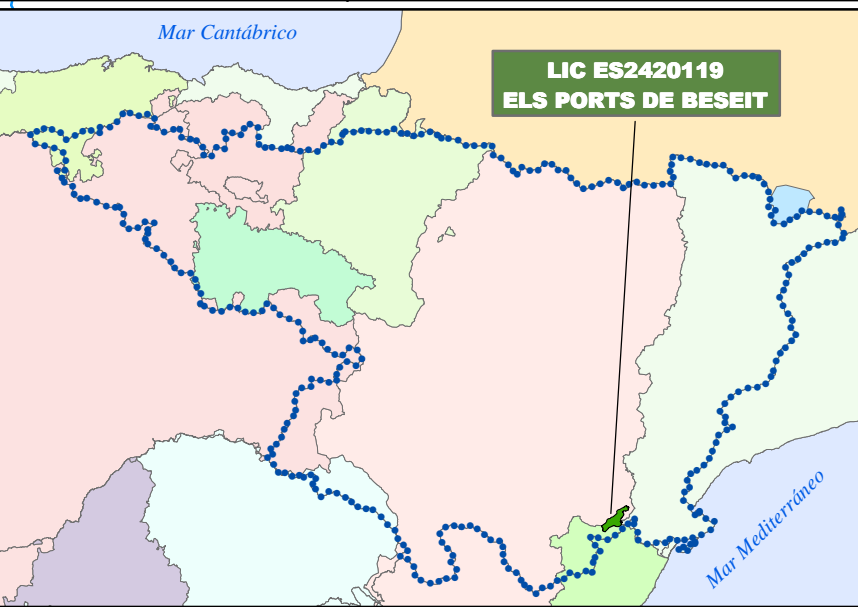 Mar Cantábrico
LIC ES2420119
ELS PORTS DE BESEIT
Mar Mediterráneo